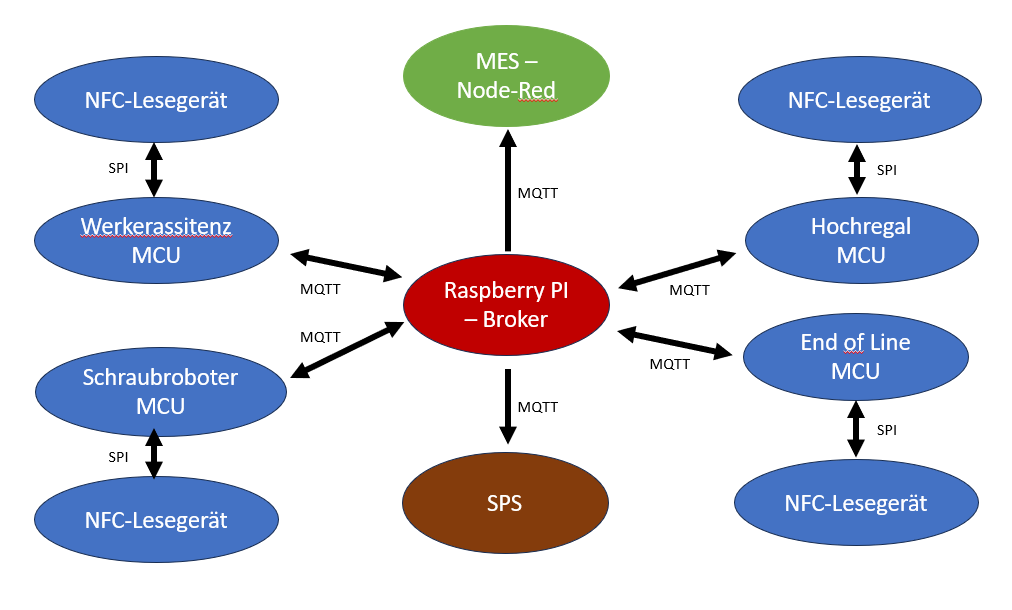 MES –
Node-Red
NFC-Lesegerät
NFC-Lesegerät
SPI
SPI
MQTT
Werkerassitenz
MCU
Hochregal
MCU
MQTT
MQTT
Raspberry PI
– Broker
MQTT
MQTT
End of Line
MCU
Schraubroboter
MCU
MQTT
SPI
SPI
NFC-Lesegerät
SPS
NFC-Lesegerät